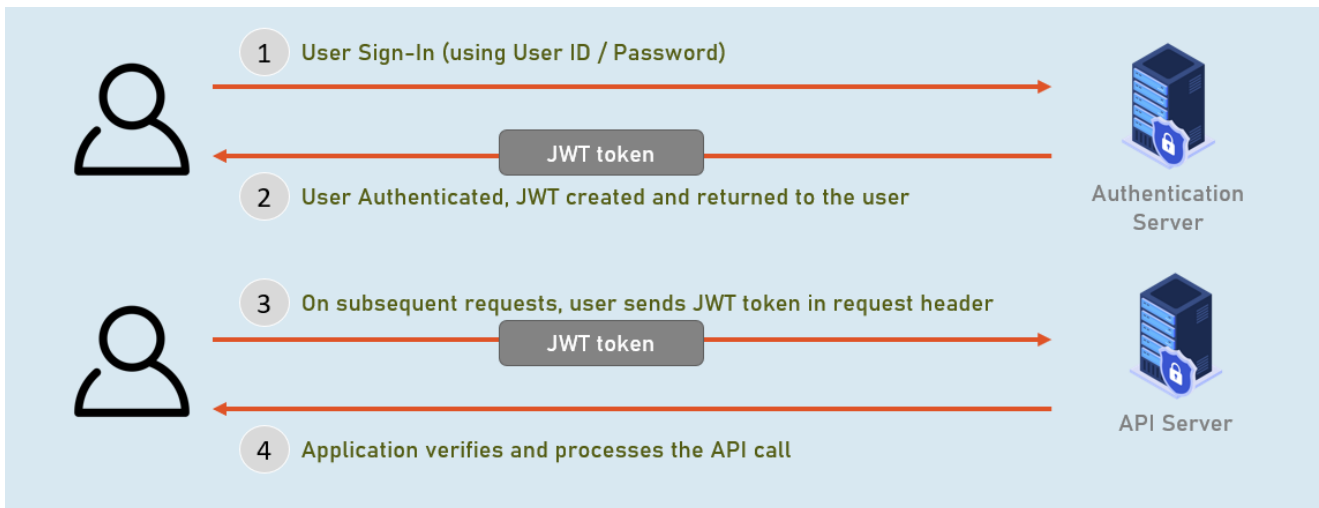 1 User Sign-In (using User ID / Password)
JWT token
2 User Authenticated, JWT created and returned to the user
Authentication
Server
3 On subsequent requests, user sends JWT token in request header
JWT token
API Server
4 Application verifies and processes the API call